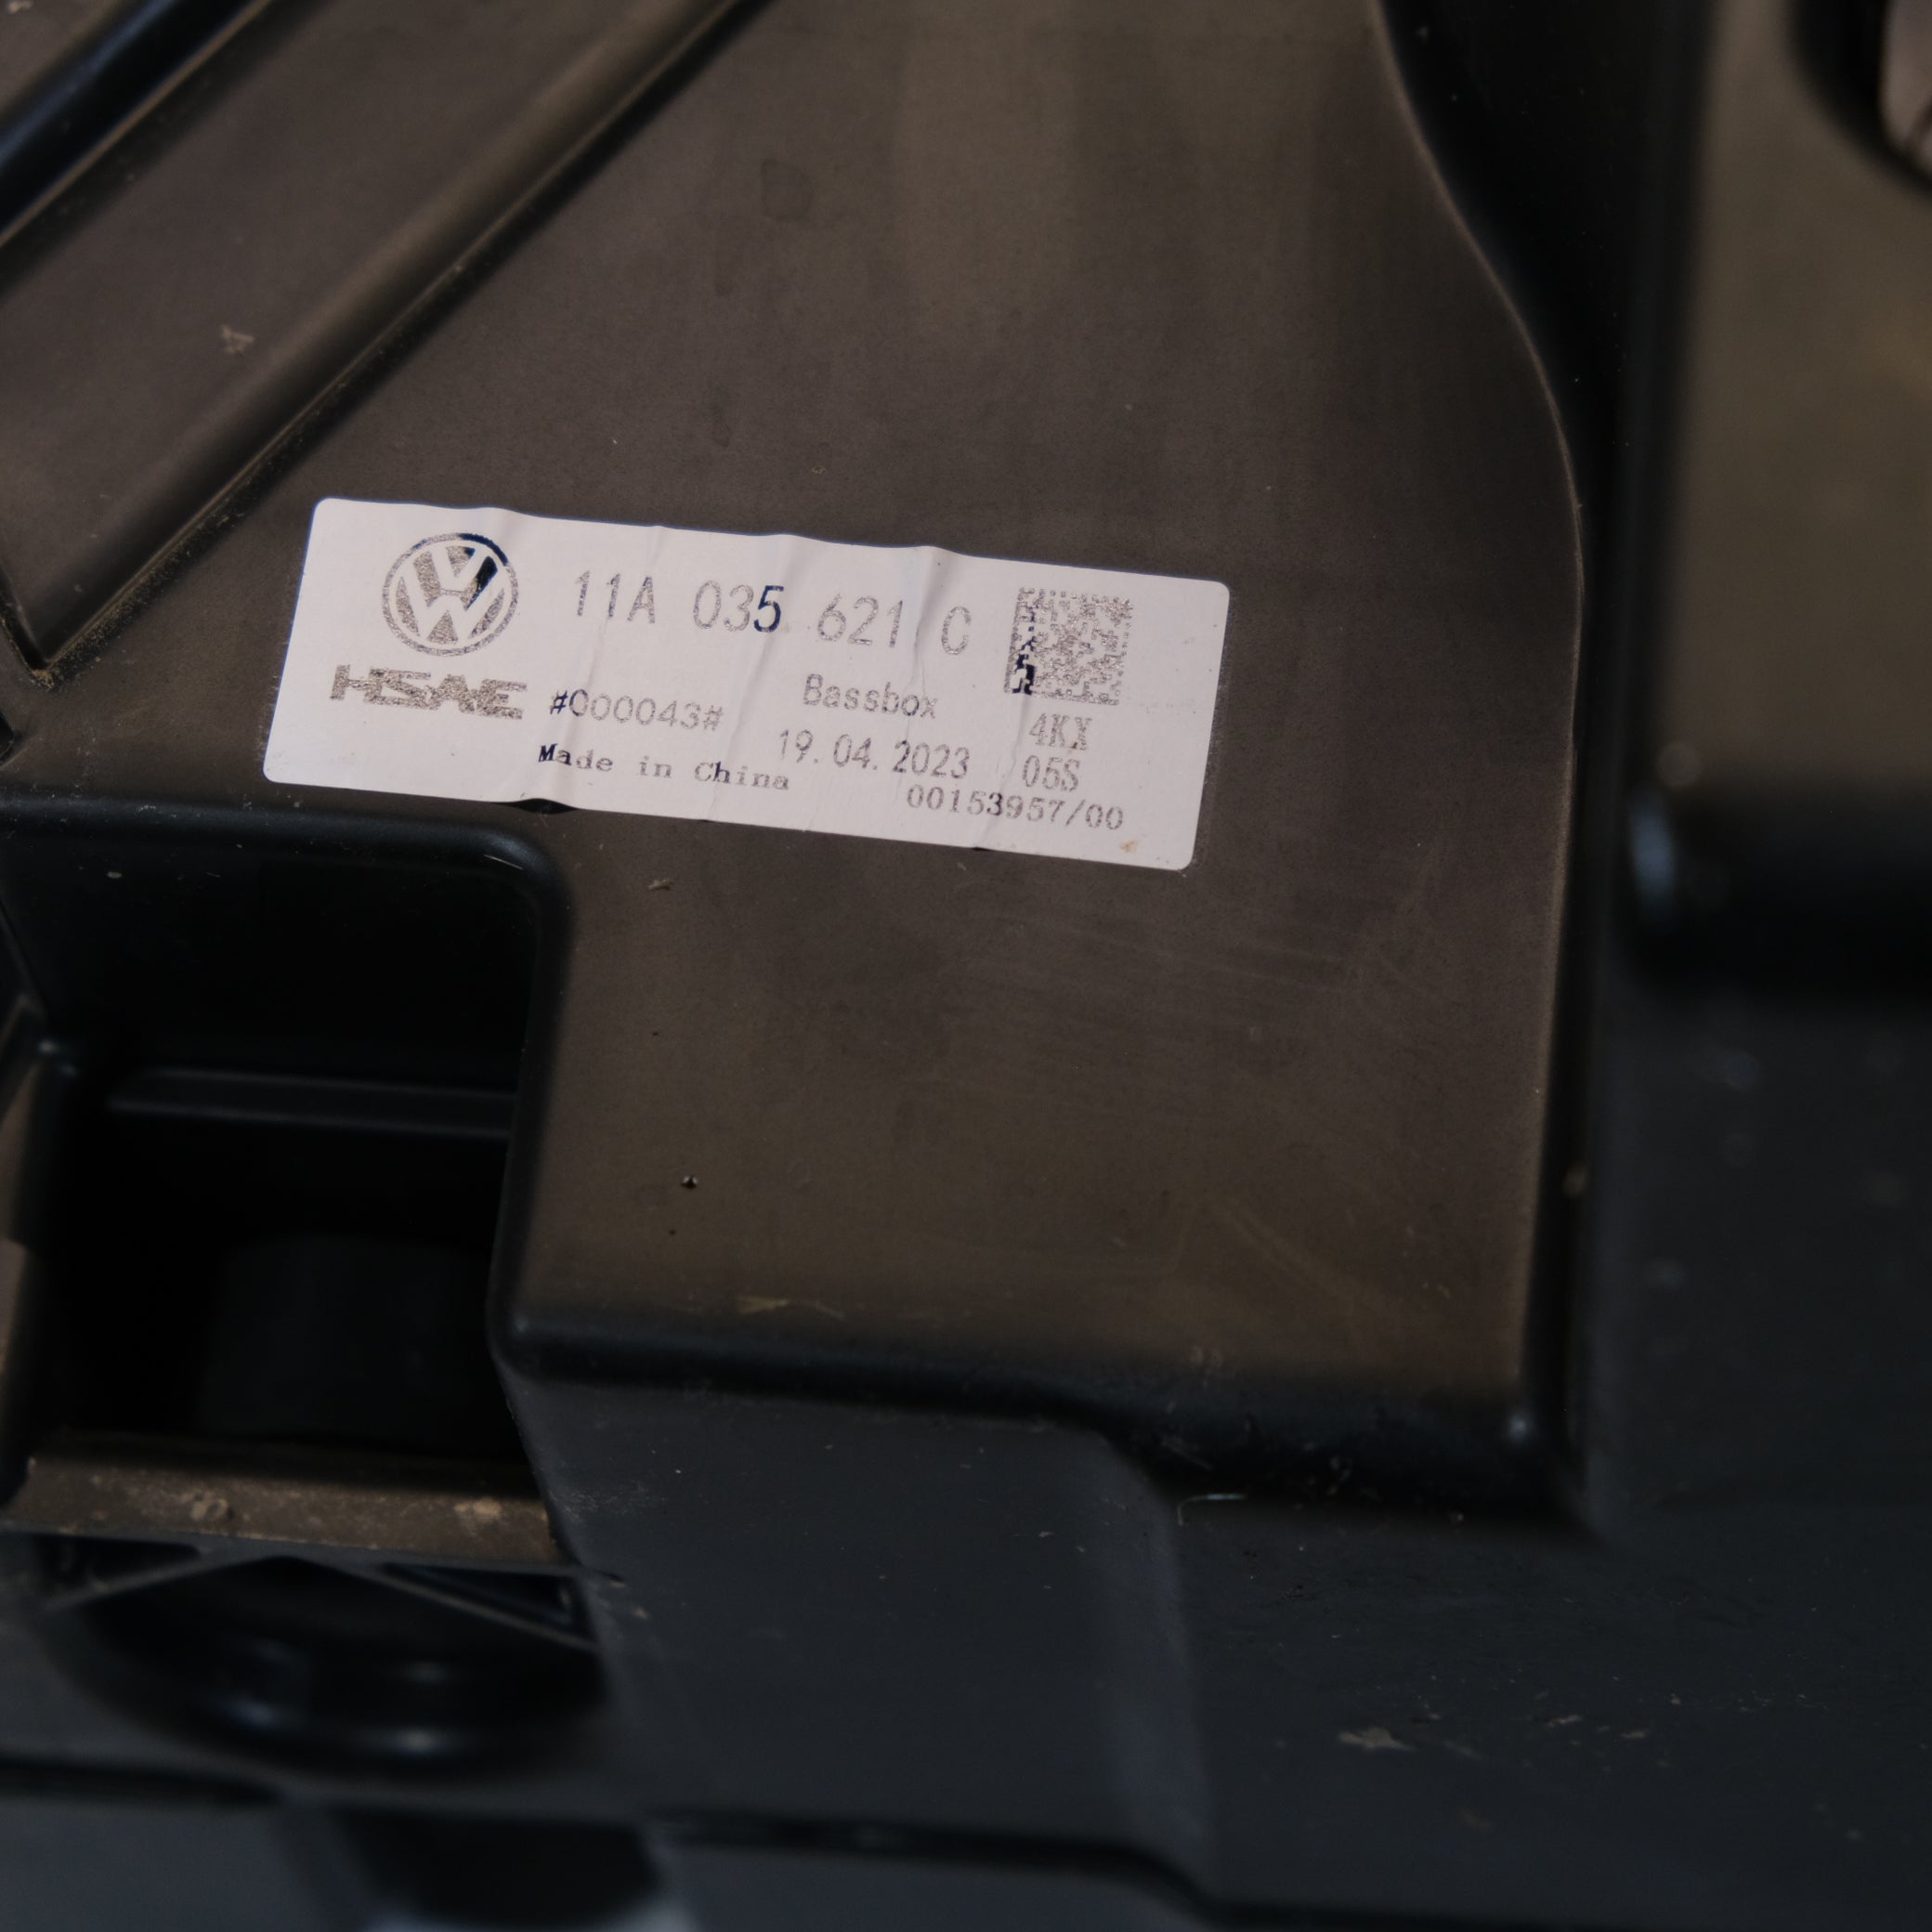 11A 035 621 C
HSAE
#000043#
Bassbox
4KX
Made in China
19.04.2023
05S
00153957/00